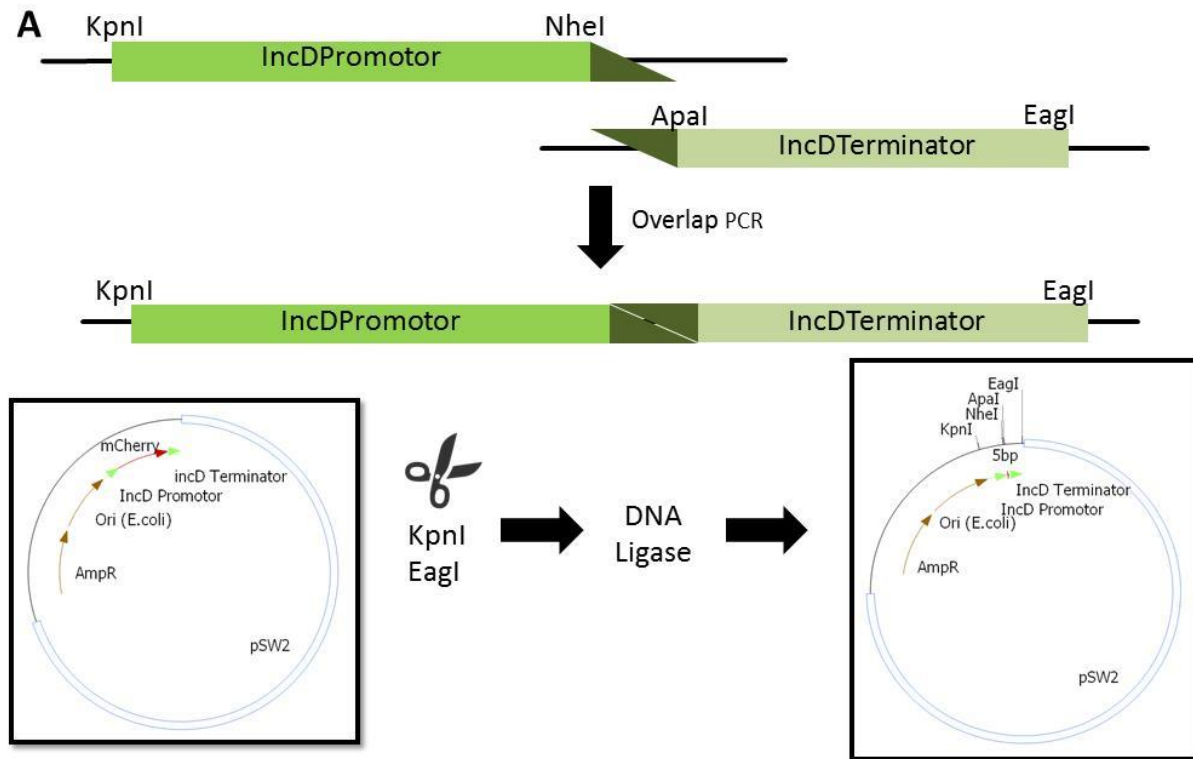 A
KpnI
NheI
IncDPromotor
ApaI
EagI
IncDTerminator
Overlap PCR
KpnI
EagI
IncDPromotor
IncDTerminator
mCherry
incD Terminator
IncD Promotor
Ori (E.coli)
AmpR
pSW2
KpnI
EagI
DNA
Ligase
EagI
ApaI
NheI
KpnI
5bp
IncD Terminator
IncD Promotor
Ori (E.coli)
AmpR
pSW2